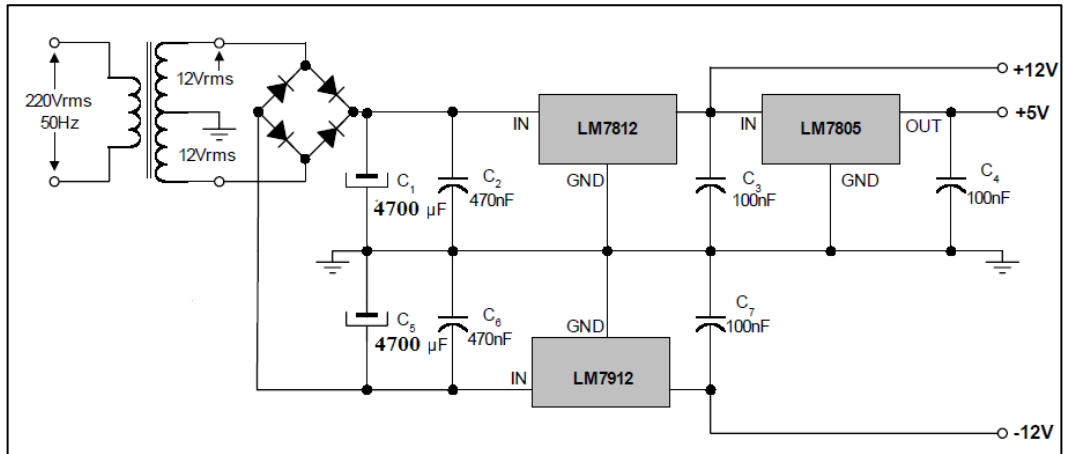 220Vrms
50Hz
12Vrms
12Vrms
IN
LM7812
GND
IN
LM7805
OUT
GND
+12V
+5V
C1
4700 µF
C2
470nF
C3
100nF
C4
100nF
C5
4700 µF
C6
470nF
GND
IN
LM7912
C7
100nF
-12V